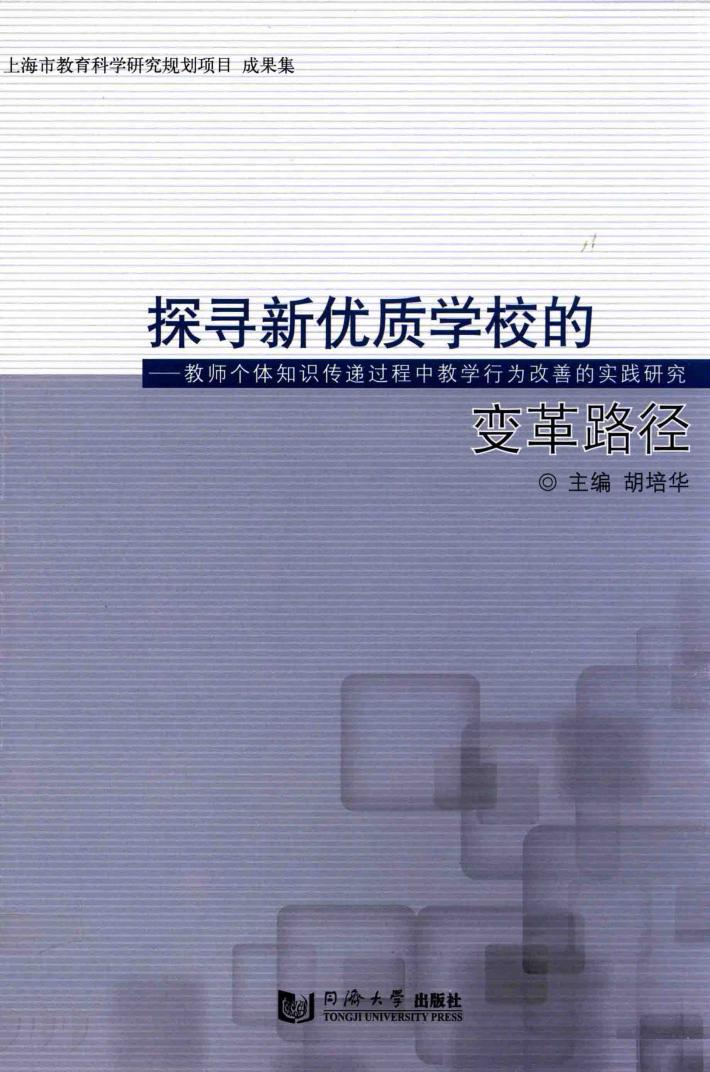 上海市教育科学研究规划项目 成果集
探寻新优质学校的
——教师个体知识传递过程中教学行为改善的实践研究
变革路径
◎ 主编 胡培华
同济大学出版社
TONGJI UNIVERSITY PRESS